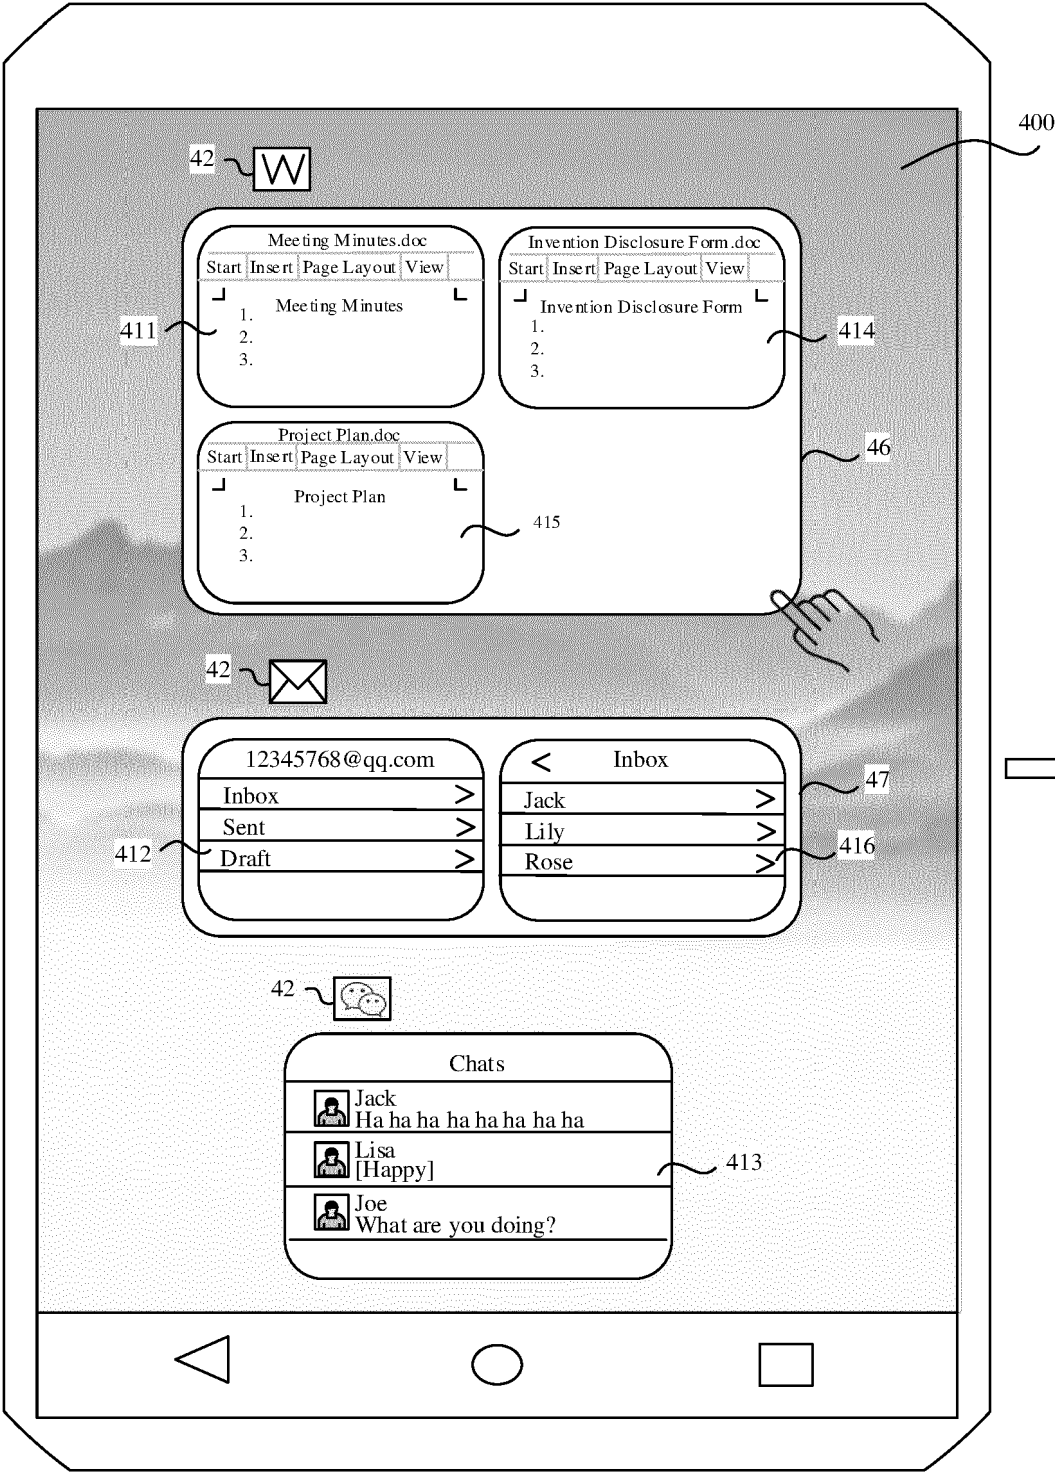 400
42
W
Meeting Minutes.doc
Start Insert Page Layout View
Meeting Minutes
1.
2.
3.
411
Invention Disclosure Form.doc
Start Insert Page Layout View
Invention Disclosure Form
1.
2.
3.
414
46
Project Plan.doc
Start Insert Page Layout View
Project Plan
1.
2.
3.
415
42
12345768@qq.com
Inbox >
Sent >
Draft >
412
< Inbox
Jack >
Lily >
Rose >
47
416
42
Chats
Jack
Ha ha ha ha ha ha ha ha
Lisa
[Happy]
Joe
What are you doing?
413